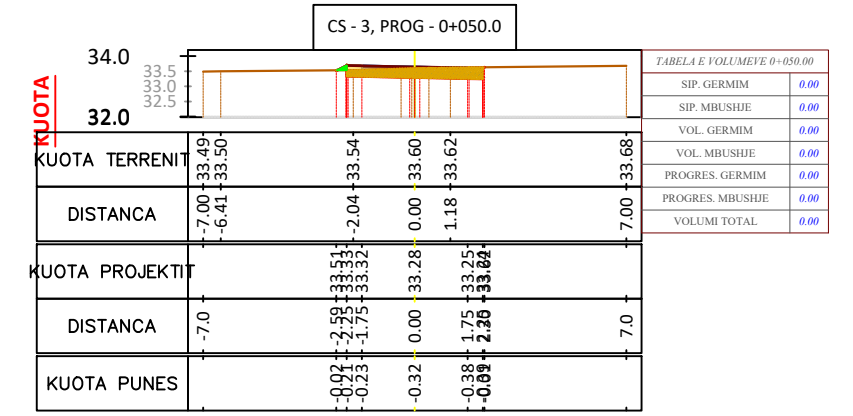 CS - 3, PROG - 0+050.0
KUOTA
34.0
33.5
33.0
32.5
32.0
TABELA E VOLUMEVE 0+050.00
SIP. GERMIM 0.00
SIP. MBUSHJE 0.00
VOL. GERMIM 0.00
VOL. MBUSHJE 0.00
PROGRES. GERMIM 0.00
PROGRES. MBUSHJE 0.00
VOLUMI TOTAL 0.00
KUOTA TERRENIT 33.49 33.50 33.54 33.60 33.62 33.68
DISTANCA -7.00 -6.41 -2.04 0.00 1.18 7.00
KUOTA PROJEKTIT 33.51 33.33 33.32 33.28 33.25
DISTANCA -7.0 -2.59 -2.25 -1.75 0.00 1.75 7.0
KUOTA PUNES -0.02 -0.21 -0.23 -0.32 -0.38